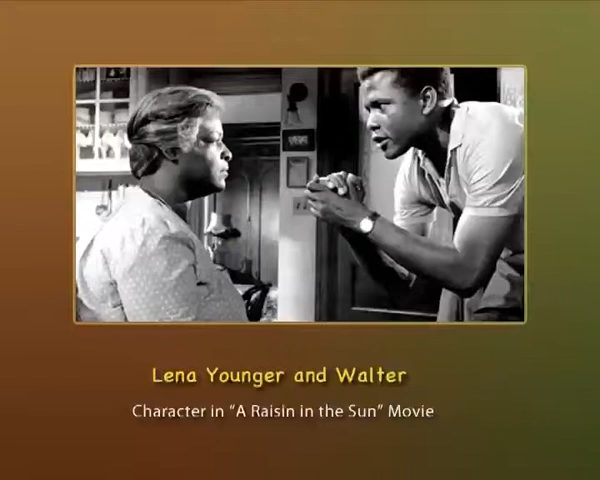 Lena Younger and Walter
Character in “A Raisin in the Sun” Movie